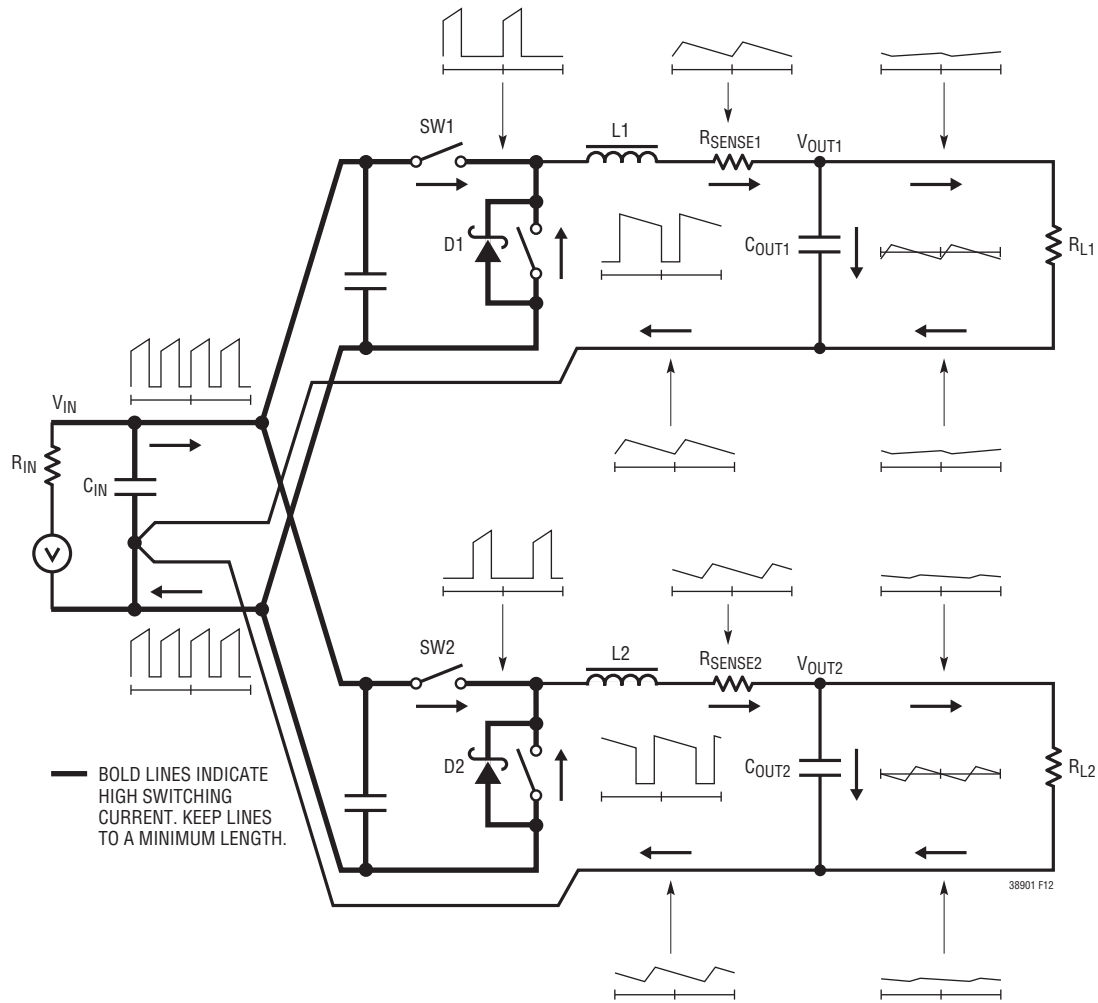 SW1
L1
RSENSE1
VOUT1
D1
COUT1
RL1
VIN
RIN
CIN
V
SW2
L2
RSENSE2
VOUT2
D2
COUT2
RL2
BOLD LINES INDICATE
HIGH SWITCHING
CURRENT. KEEP LINES
TO A MINIMUM LENGTH.
38901 F12